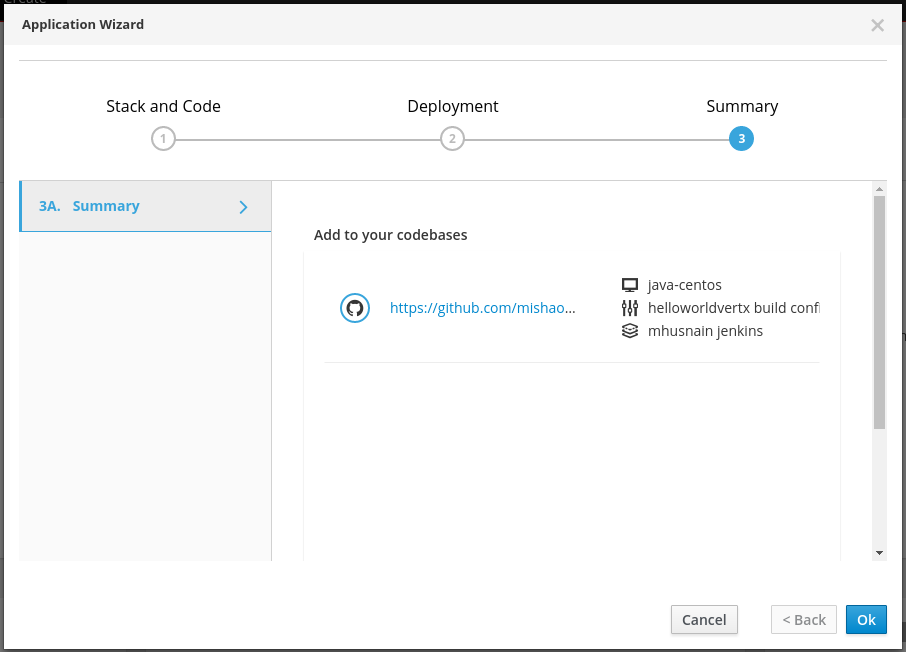 Create
Application Wizard
Stack and Code
Deployment
Summary
1
2
3
3A. Summary
Add to your codebases
https://github.com/mishao...
java-centos
helloworldvertx build confi
mhusnain jenkins
Cancel
< Back
Ok